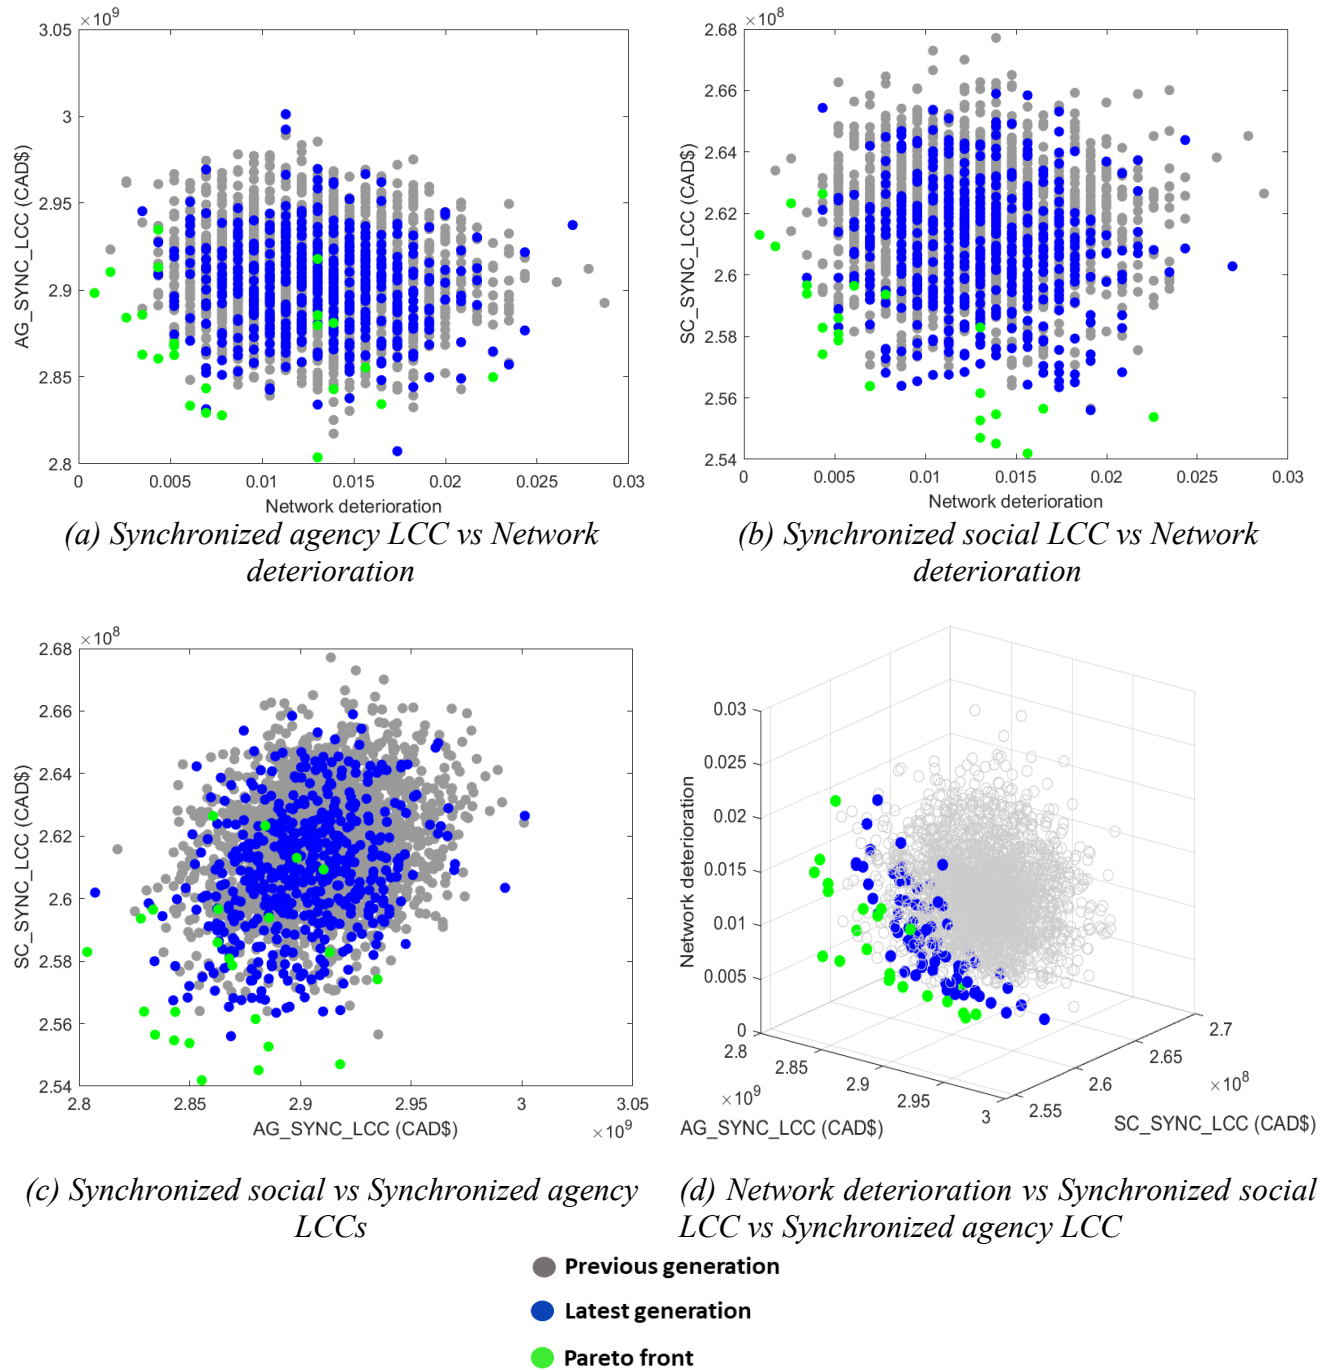 ×10⁹
3.05
3
2.95
2.9
2.85
2.8
AG_SYNC_LCC (CAD$)
0 0.005 0.01 0.015 0.02 0.025 0.03
Network deterioration
(a) Synchronized agency LCC vs Network
deterioration
×10⁸
2.68
2.66
2.64
2.62
2.6
2.58
2.56
2.54
SC_SYNC_LCC (CAD$)
0 0.005 0.01 0.015 0.02 0.025 0.03
Network deterioration
(b) Synchronized social LCC vs Network
deterioration
×10⁸
2.68
2.66
2.64
2.62
2.6
2.58
2.56
2.54
SC_SYNC_LCC (CAD$)
2.8 2.85 2.9 2.95 3 3.05
AG_SYNC_LCC (CAD$)
×10⁹
(c) Synchronized social vs Synchronized agency
LCCs
0.03
0.025
0.02
0.015
0.01
0.005
0
Network deterioration
2.8 2.85 2.9 2.95 3
×10⁹
AG_SYNC_LCC (CAD$)
2.55 2.6 2.65 2.7
×10⁸
SC_SYNC_LCC (CAD$)
(d) Network deterioration vs Synchronized social
LCC vs Synchronized agency LCC
Previous generation
Latest generation
Pareto front